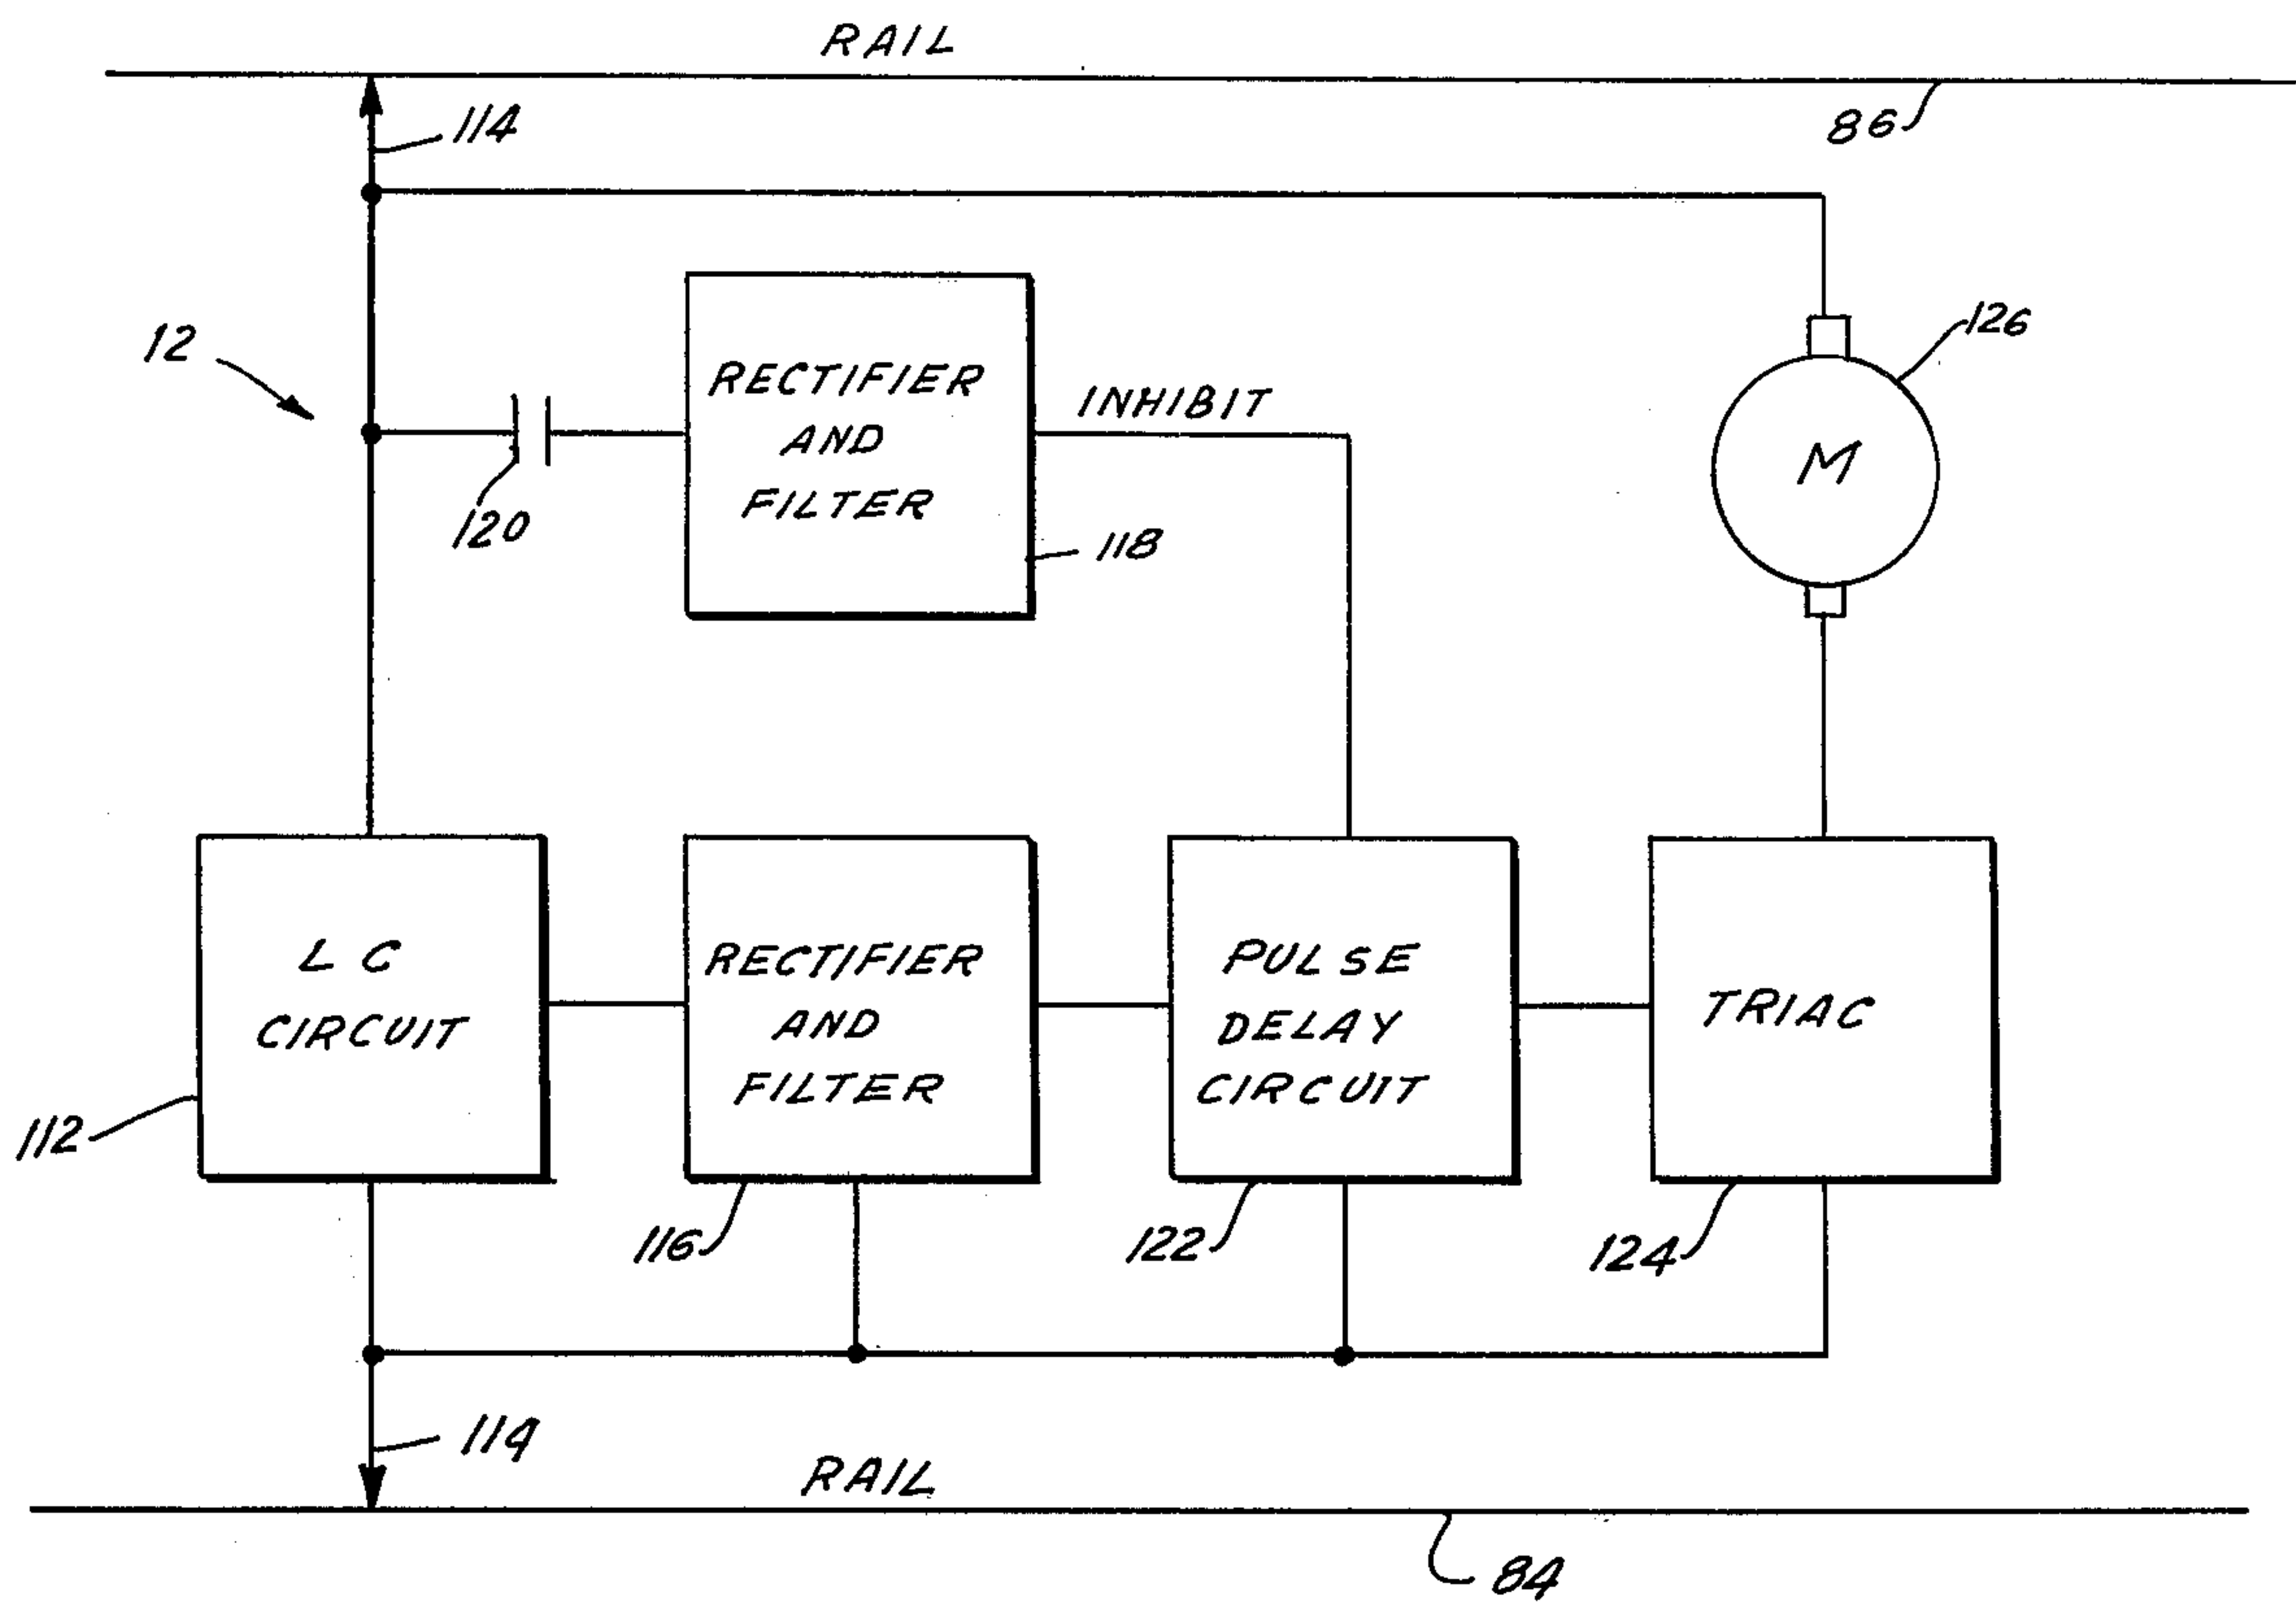 RAIL
114
86
12
126
RECTIFIER
AND
FILTER
INHIBIT
M
120
118
LC
CIRCUIT
RECTIFIER
AND
FILTER
PULSE
DELAY
CIRCUIT
TRIAC
112
116
122
124
114
RAIL
84